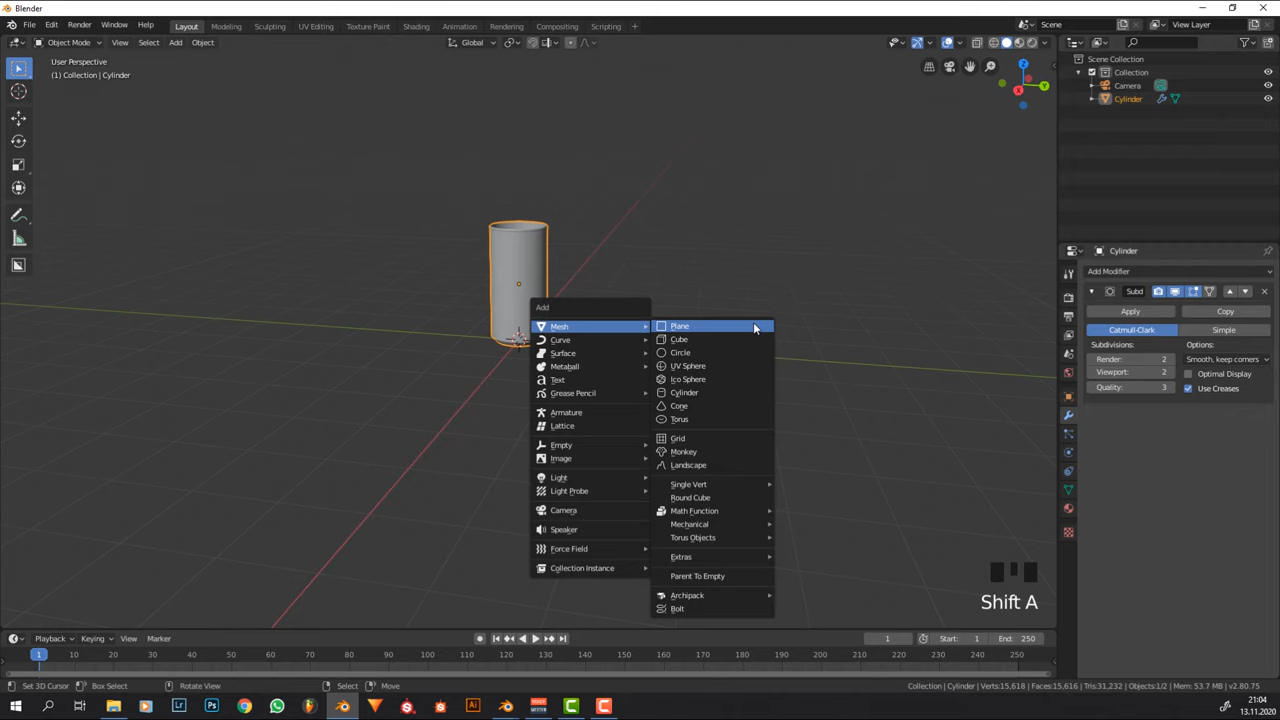 Blender
File Edit Render Window Help
Layout Modeling Sculpting UV Editing Texture Paint Shading Animation Rendering Compositing Scripting
Scene
View Layer
Object Mode View Select Add Object
Global
User Perspective
(1) Collection | Cylinder
Z
Y
X
Scene Collection
Collection
Camera
Cylinder
Cylinder
Add Modifier
Subd
Apply Copy
Catmull-Clark Simple
Subdivisions: Options:
Render: 2 Smooth, keep corners
Viewport: 2 Optimal Display
Quality: 3 Use Creases
Add
Mesh
Curve
Surface
Metaball
Text
Grease Pencil
Armature
Lattice
Empty
Image
Light
Light Probe
Camera
Speaker
Force Field
Collection Instance
Plane
Cube
Circle
UV Sphere
Ico Sphere
Cylinder
Cone
Torus
Grid
Monkey
Landscape
Single Vert
Round Cube
Math Function
Mechanical
Torus Objects
Extras
Parent To Empty
Archipack
Bolt
Shift A
Playback Keying View Marker
1 Start: 1 End: 250
1 10 20 30 40 50 60 70 80 90 100 110 120 130 140 150 160 170 180 190 200 210 220 230 240 250
Set 3D Cursor Box Select Rotate View Select Move
Collection | Cylinder | Verts:15,618 | Faces:15,616 | Tris:31,232 | Objects:1/2 | Mem: 53.7 MB | v2.80.75
Ps
Ai
21:04
13.11.2020